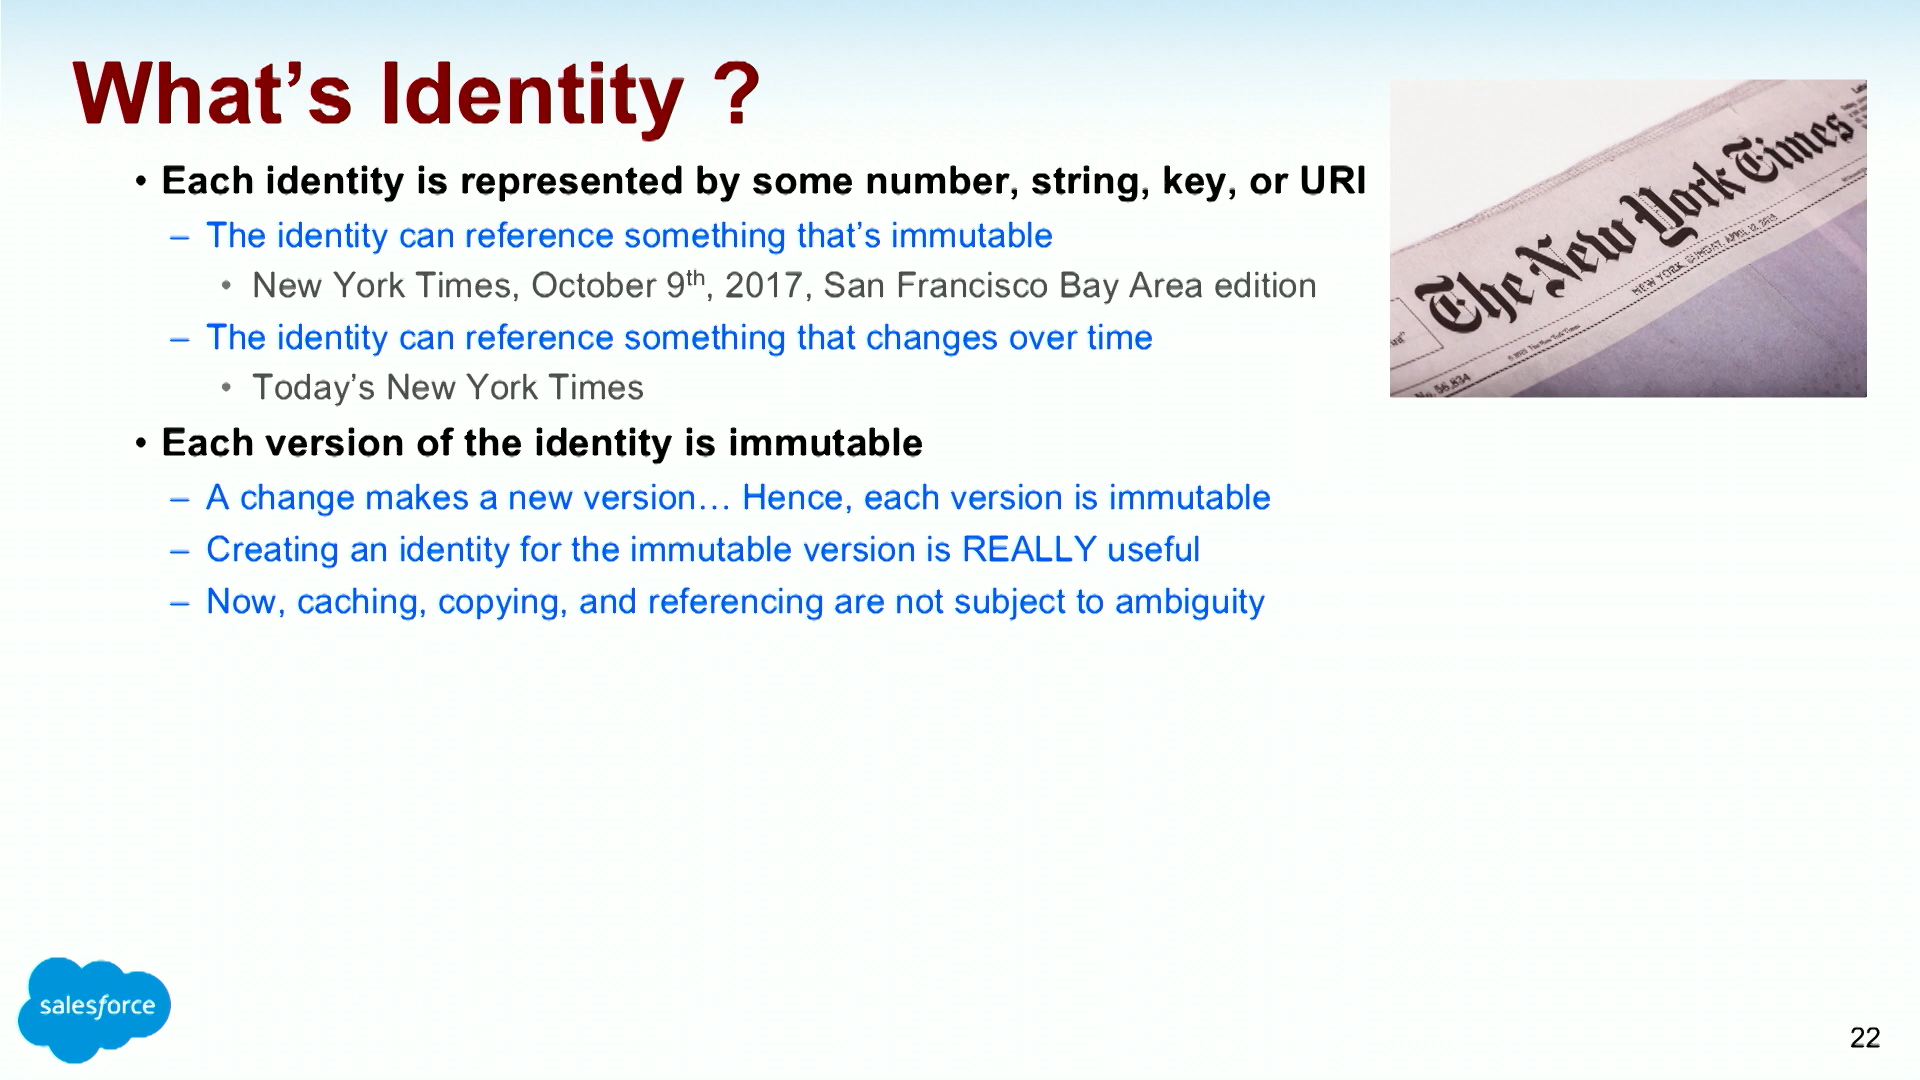 What’s Identity ?
• Each identity is represented by some number, string, key, or URI
– The identity can reference something that’s immutable
• New York Times, October 9th, 2017, San Francisco Bay Area edition
– The identity can reference something that changes over time
• Today’s New York Times
• Each version of the identity is immutable
– A change makes a new version… Hence, each version is immutable
– Creating an identity for the immutable version is REALLY useful
– Now, caching, copying, and referencing are not subject to ambiguity
The New York Times
No. 56,834
salesforce
22